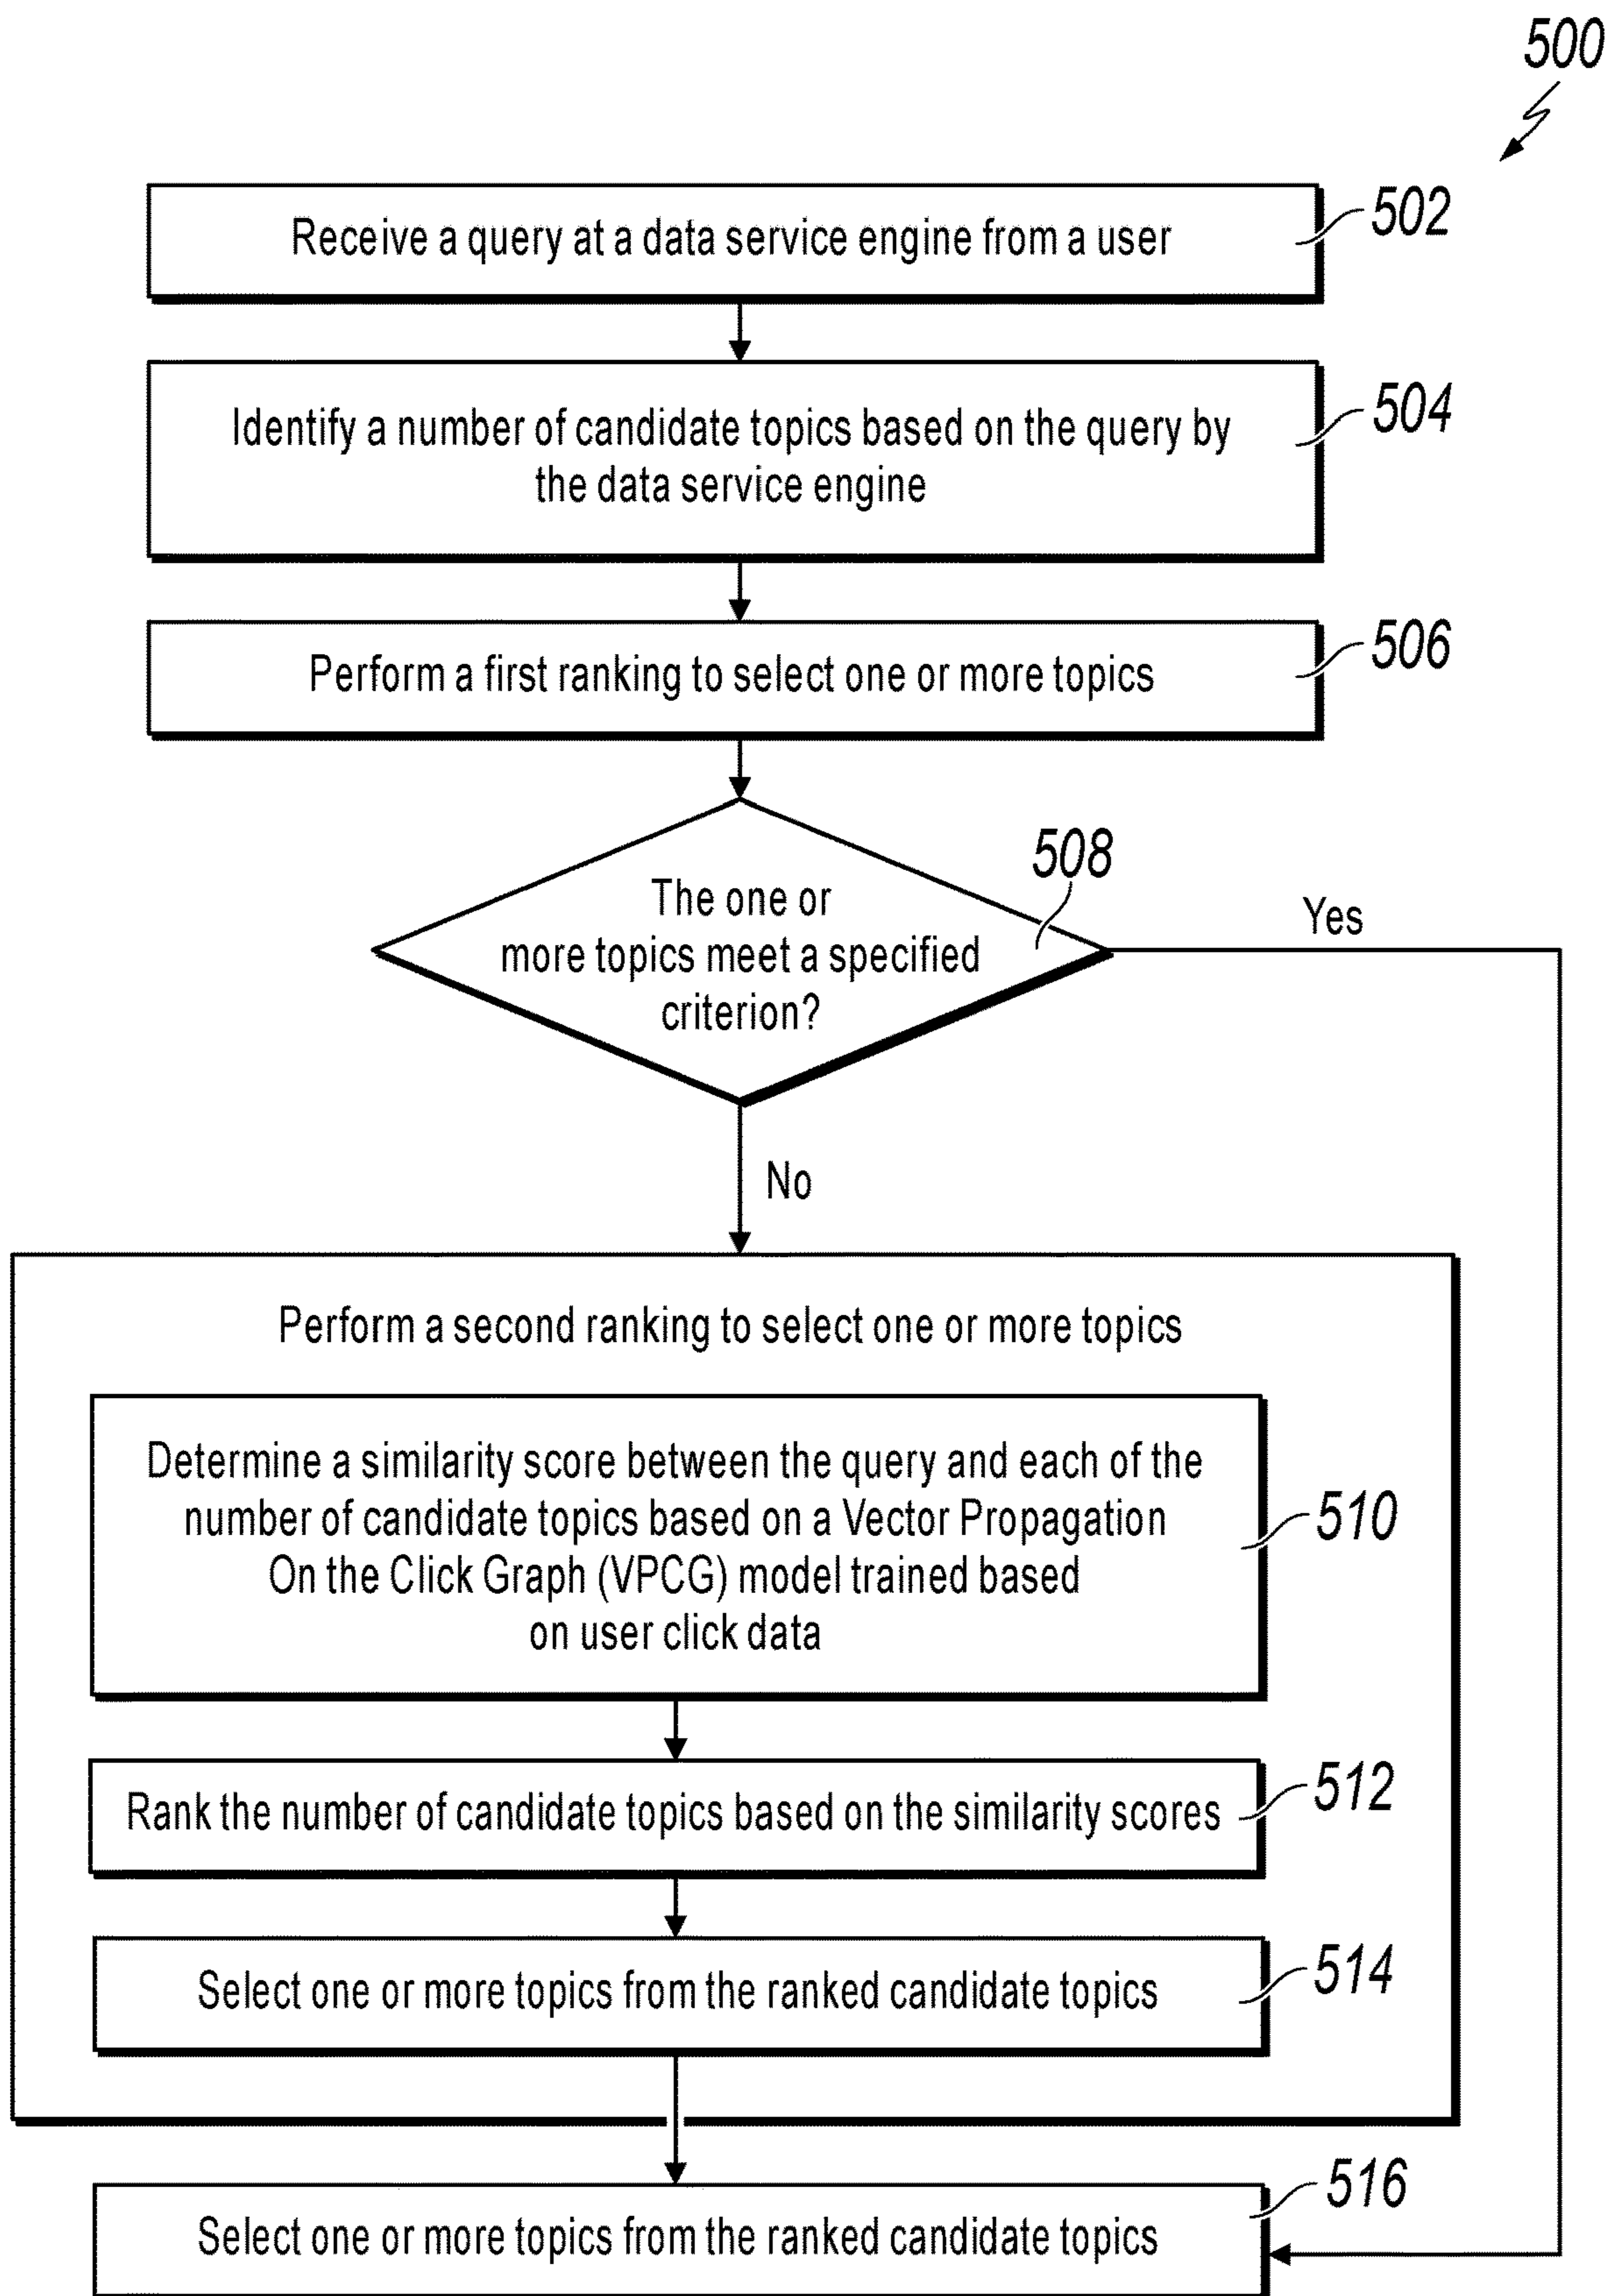 500
Receive a query at a data service engine from a user
502
Identify a number of candidate topics based on the query by
the data service engine
504
Perform a first ranking to select one or more topics
506
508
The one or
more topics meet a specified
criterion?
Yes
No
Perform a second ranking to select one or more topics
Determine a similarity score between the query and each of the
number of candidate topics based on a Vector Propagation
On the Click Graph (VPCG) model trained based
on user click data
510
Rank the number of candidate topics based on the similarity scores
512
Select one or more topics from the ranked candidate topics
514
Select one or more topics from the ranked candidate topics
516